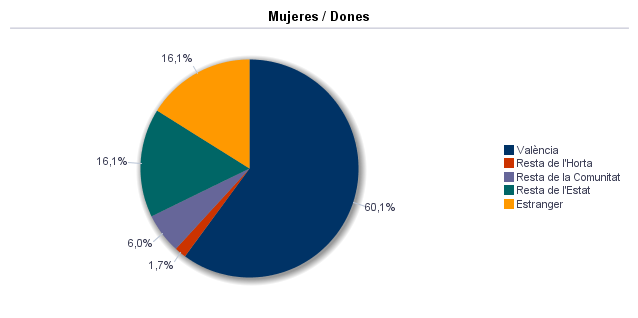 Mujeres / Dones
16,1%
16,1%
60,1%
6,0%
1,7%
València
Resta de l'Horta
Resta de la Comunitat
Resta de l'Estat
Estranger